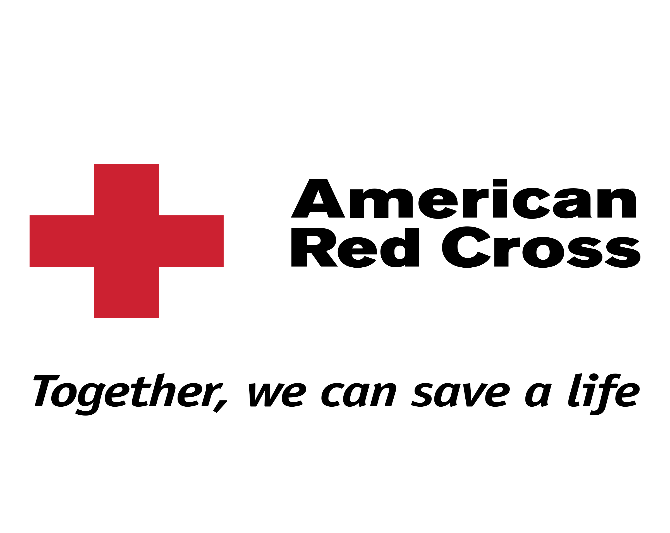 American
Red Cross
Together, we can save a life